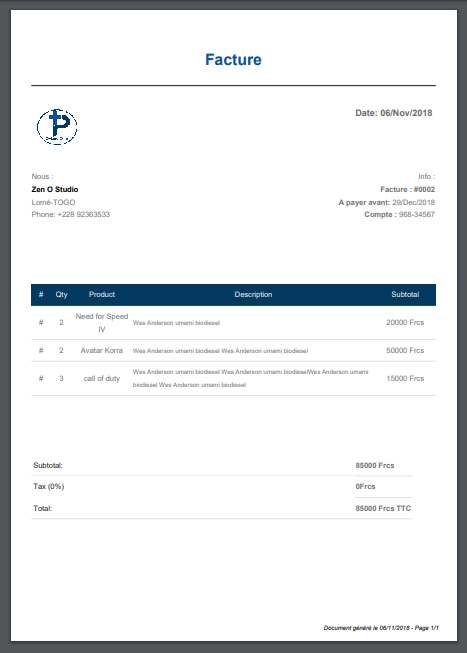 Facture
Date: 06/Nov/2018
Nous :
Zen O Studio
Lomé-TOGO
Phone: +228 92363533
Info :
Facture : #0002
A payer avant: 29/Dec/2018
Compte : 968-34567
# Qty Product Description Subtotal
# 2 Need for Speed IV Wes Anderson umami biodiesel 20000 Frcs
# 2 Avatar Korra Wes Anderson umami biodiesel Wes Anderson umami biodiesel 50000 Frcs
# 3 call of duty Wes Anderson umami biodiesel Wes Anderson umami biodieselWes Anderson umami
biodiesel Wes Anderson umami biodiesel 15000 Frcs
Subtotal: 85000 Frcs
Tax (0%) 0Frcs
Total: 85000 Frcs TTC
Document généré le 06/11/2018 - Page 1/1